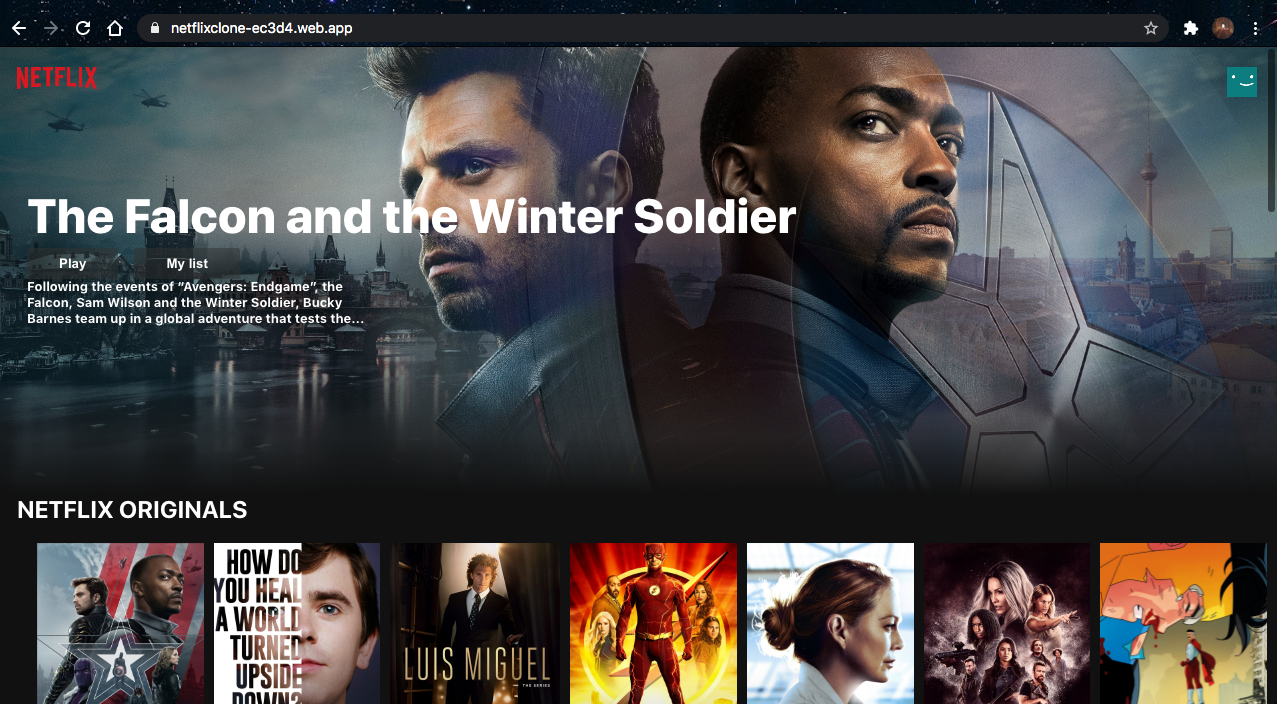 netflixclone-ec3d4.web.app
NETFLIX
The Falcon and the Winter Soldier
Play
My list
Following the events of “Avengers: Endgame”, the
Falcon, Sam Wilson and the Winter Soldier, Bucky
Barnes team up in a global adventure that tests the...
NETFLIX ORIGINALS
HOW DO
YOU HEAL
A WORLD
TURNED
UPSIDE
DOWN?
LUIS MIGUEL
THE SERIES